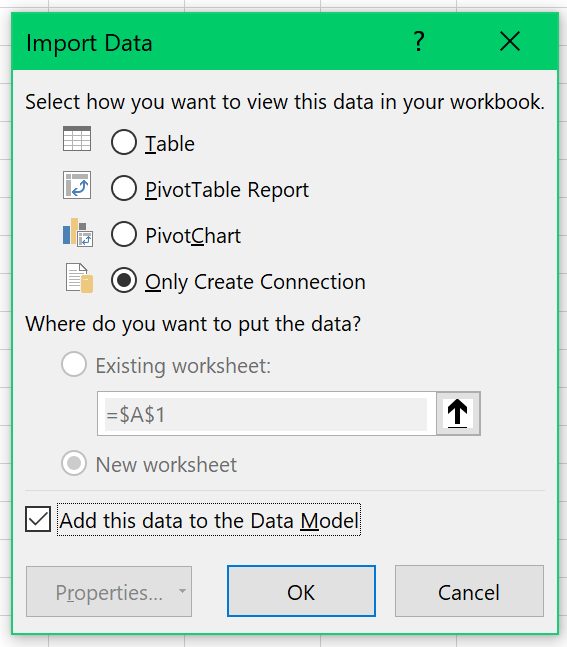 Import Data ?
Select how you want to view this data in your workbook.
Table
PivotTable Report
PivotChart
Only Create Connection
Where do you want to put the data?
Existing worksheet:
=$A$1
New worksheet
Add this data to the Data Model
Properties... OK Cancel